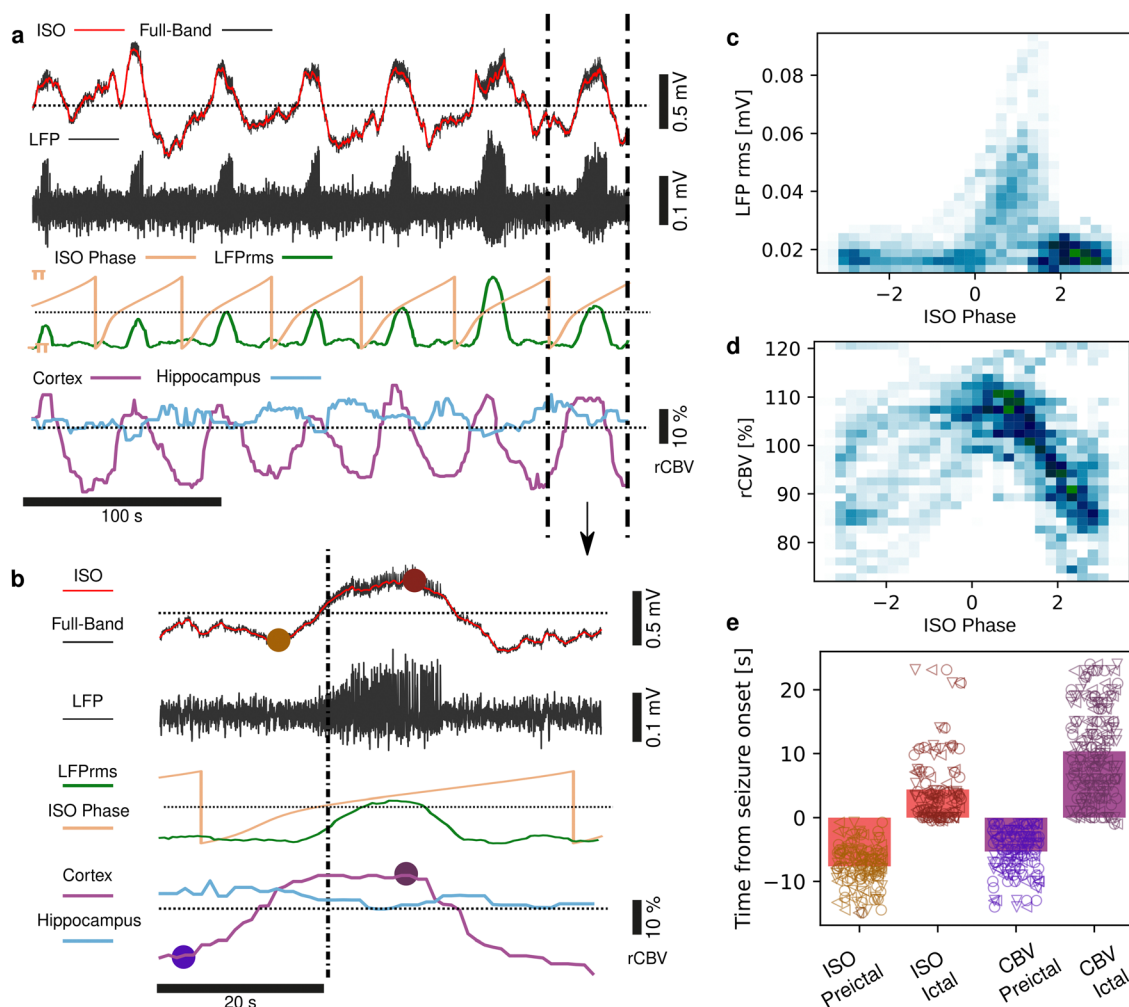 a
ISO
Full-Band
0.5 mV
LFP
0.1 mV
ISO Phase
LFPrms
π
-π
Cortex
Hippocampus
10 %
rCBV
100 s
b
ISO
Full-Band
0.5 mV
LFP
0.1 mV
LFPrms
ISO Phase
Cortex
Hippocampus
10 %
rCBV
20 s
c
LFP rms [mV]
0.08
0.06
0.04
0.02
−2
0
2
ISO Phase
d
rCBV [%]
120
110
100
90
80
−2
0
2
ISO Phase
e
Time from seizure onset [s]
20
10
0
−10
ISO
Preictal
ISO
Ictal
CBV
Preictal
CBV
Ictal